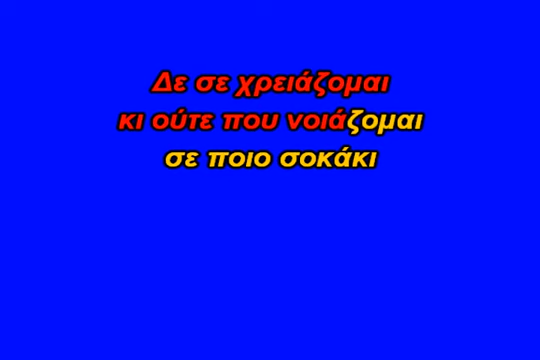 Δε σε χρειάζομαι
κι ούτε που νοιάζομαι
σε ποιο σοκάκι